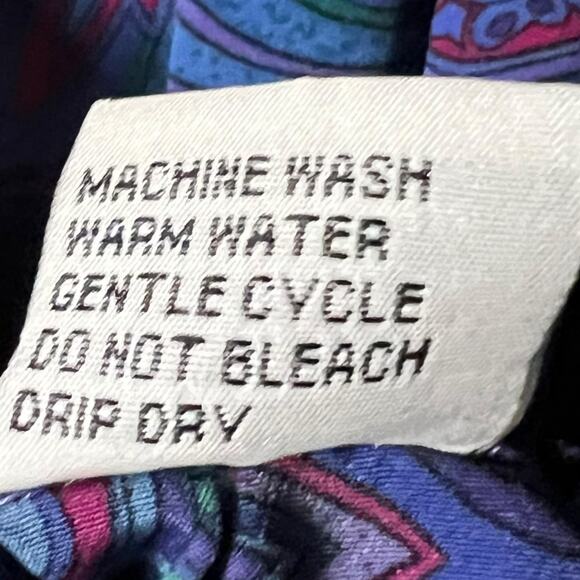 MACHINE WASH
WARM WATER
GENTLE CYCLE
DO NOT BLEACH
DRIP DRY